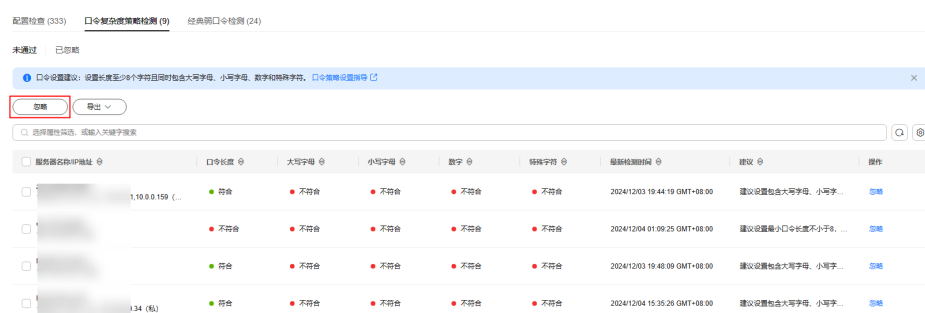 配置检查 (333) 口令复杂度策略检测 (9) 经典弱口令检测 (24)
未通过 已忽略
口令设置建议：设置长度至少8个字符且同时包含大写字母、小写字母、数字和特殊字符。 口令策略设置指导
忽略 导出
选择属性筛选，或输入关键字搜索
服务器名称/IP地址 口令长度 大写字母 小写字母 数字 特殊字符 最新检测时间 建议 操作
1,10.0.0.159 （... 符合 不符合 不符合 不符合 不符合 2024/12/03 19:44:19 GMT+08:00 建议设置包含大写字母、小写字... 忽略
不符合 不符合 不符合 不符合 不符合 2024/12/04 01:09:25 GMT+08:00 建议设置最小口令长度不小于8，... 忽略
符合 不符合 不符合 不符合 不符合 2024/12/03 19:48:09 GMT+08:00 建议设置包含大写字母、小写字... 忽略
.34 （私） 符合 不符合 不符合 不符合 不符合 2024/12/04 15:35:26 GMT+08:00 建议设置包含大写字母、小写字... 忽略